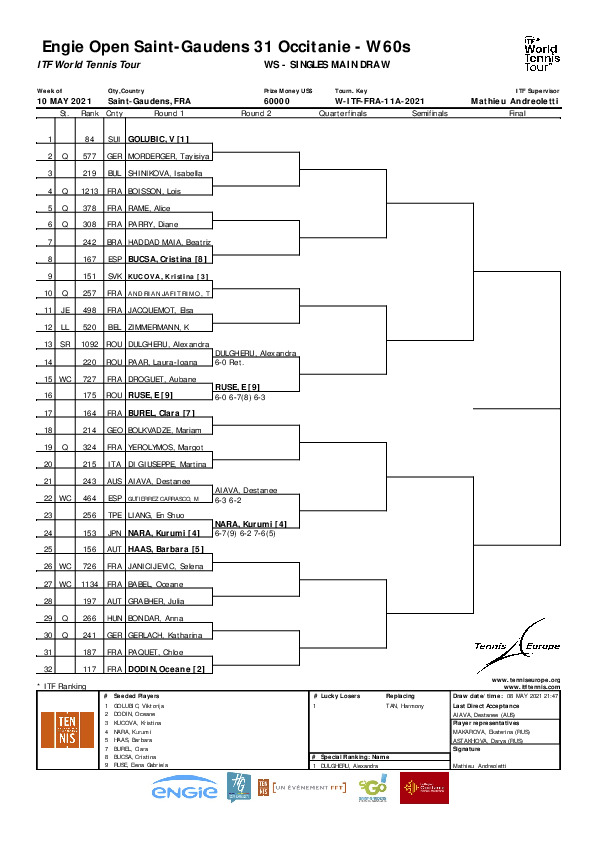 Engie Open Saint-Gaudens 31 Occitanie - W60s
ITF World Tennis Tour WS - SINGLES MAIN DRAW
ITF World Tennis Tour
Week of City,Country Prize Money US$ Tourn. Key ITF Supervisor
10 MAY 2021 Saint-Gaudens, FRA 60000 W-ITF-FRA-11A-2021 Mathieu Andreoletti
St. Rank Cnty Round 1 Round 2 Quarterfinals Semifinals Final
1 84 SUI GOLUBIC, V [1]
2 Q 577 GER MORDERGER, Tayisiya
3 219 BUL SHINIKOVA, Isabella
4 Q 1213 FRA BOISSON, Lois
5 Q 378 FRA RAME, Alice
6 Q 308 FRA PARRY, Diane
7 242 BRA HADDAD MAIA, Beatriz
8 167 ESP BUCSA, Cristina [8]
9 151 SVK KUCOVA, Kristina [3]
10 Q 257 FRA ANDRIANJAFITRIMO, T
11 JE 498 FRA JACQUEMOT, Elsa
12 LL 520 BEL ZIMMERMANN, K
13 SR 1092 ROU DULGHERU, Alexandra
DULGHERU, Alexandra
14 220 ROU PAAR, Laura-Ioana 6-0 Ret.
15 WC 727 FRA DROGUET, Aubane
RUSE, E [9]
16 175 ROU RUSE, E [9] 6-0 6-7(8) 6-3
17 164 FRA BUREL, Clara [7]
18 214 GEO BOLKVADZE, Mariam
19 Q 324 FRA YEROLYMOS, Margot
20 215 ITA DI GIUSEPPE, Martina
21 243 AUS AIAVA, Destanee
AIAVA, Destanee
22 WC 464 ESP GUTIERREZ CARRASCO, M 6-3 6-2
23 256 TPE LIANG, En Shuo
NARA, Kurumi [4]
24 153 JPN NARA, Kurumi [4] 6-7(9) 6-2 7-6(5)
25 156 AUT HAAS, Barbara [5]
26 WC 726 FRA JANICIJEVIC, Selena
27 WC 1134 FRA BABEL, Oceane
28 197 AUT GRABHER, Julia
29 Q 266 HUN BONDAR, Anna
30 Q 241 GER GERLACH, Katharina
31 187 FRA PAQUET, Chloe
32 117 FRA DODIN, Oceane [2]
Tennis Europe
www.tenniseurope.org
* ITF Ranking www.itftennis.com
# Seeded Players # Lucky Losers Replacing Draw date/ time: 08 MAY 2021 21:47
1 GOLUBIC, Viktorija 1 TAN, Harmony Last Direct Acceptance
2 DODIN, Oceane AIAVA, Destanee (AUS)
3 KUCOVA, Kristina Player representatives
4 NARA, Kurumi MAKAROVA, Ekaterina (RUS)
5 HAAS, Barbara ASTAKHOVA, Darya (RUS)
7 BUREL, Clara Signature
8 BUCSA, Cristina # Special Ranking: Name
9 RUSE, Elena Gabriela 1 DULGHERU, Alexandra Mathieu Andreoletti
TENNIS
ENGIE
TENNIS [UN ÉVÉNEMENT FFT]
Go
Occitanie